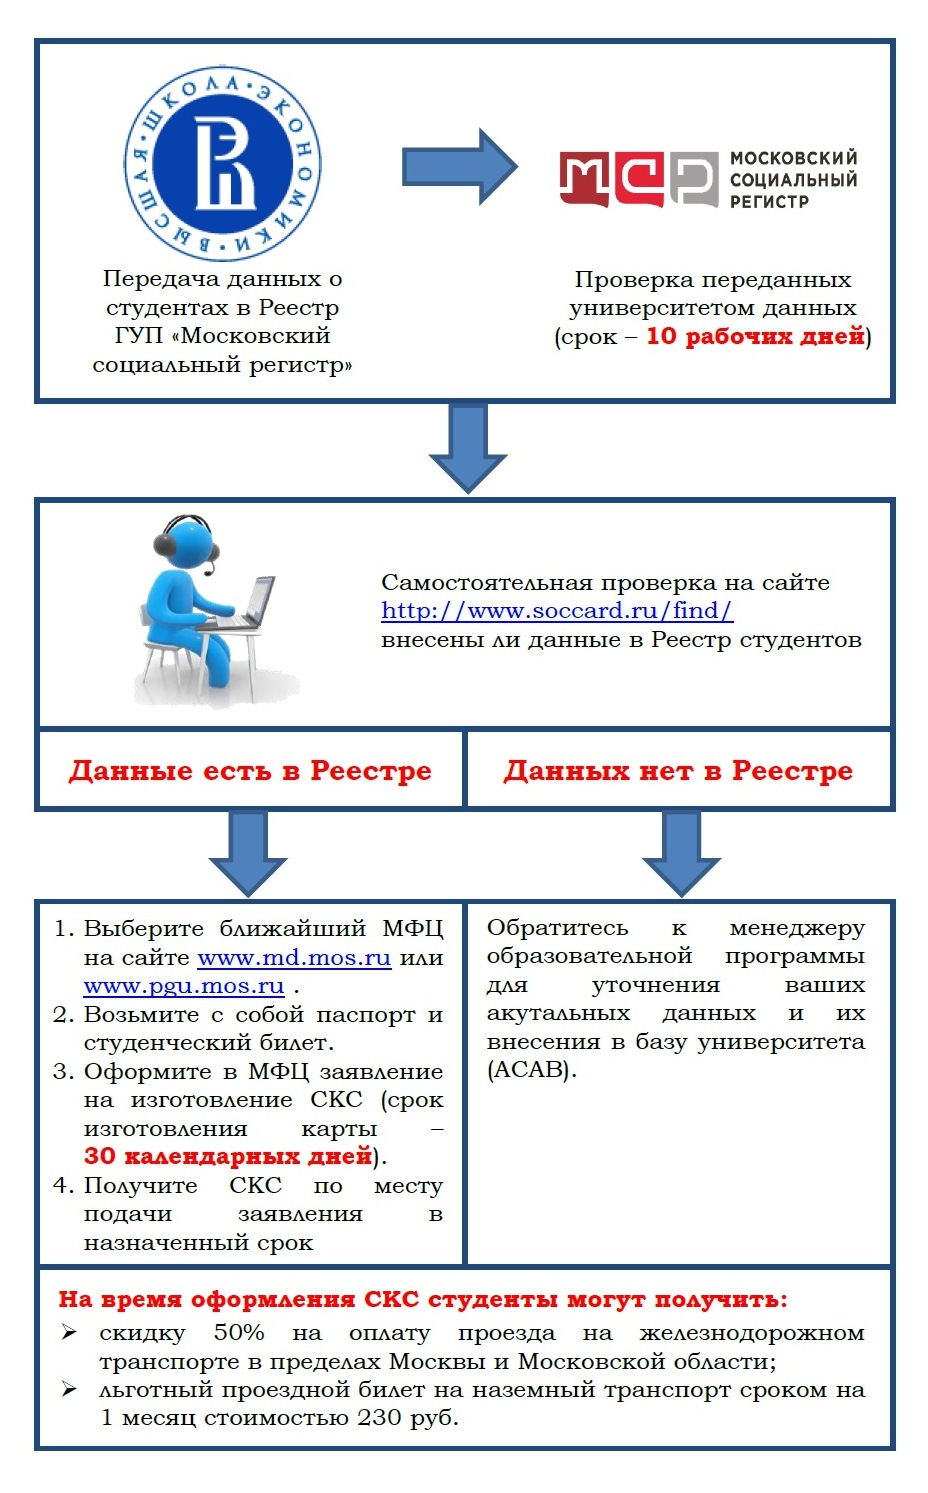 ВЫСШАЯ • ШКОЛА • ЭКОНОМИКИ •
МСР
МОСКОВСКИЙ
СОЦИАЛЬНЫЙ
РЕГИСТР
Передача данных о
студентах в Реестр
ГУП «Московский
социальный регистр»
Проверка переданных
университетом данных
(срок – 10 рабочих дней)
Самостоятельная проверка на сайте
http://www.soccard.ru/find/
внесены ли данные в Реестр студентов
Данные есть в Реестре
Данных нет в Реестре
1. Выберите ближайший МФЦ
на сайте www.md.mos.ru или
www.pgu.mos.ru .
2. Возьмите с собой паспорт и
студенческий билет.
3. Оформите в МФЦ заявление
на изготовление СКС (срок
изготовления карты –
30 календарных дней).
4. Получите СКС по месту
подачи заявления в
назначенный срок
Обратитесь к менеджеру
образовательной программы
для уточнения ваших
акутальных данных и их
внесения в базу университета
(АСАВ).
На время оформления СКС студенты могут получить:
➢ скидку 50% на оплату проезда на железнодорожном
транспорте в пределах Москвы и Московской области;
➢ льготный проездной билет на наземный транспорт сроком на
1 месяц стоимостью 230 руб.